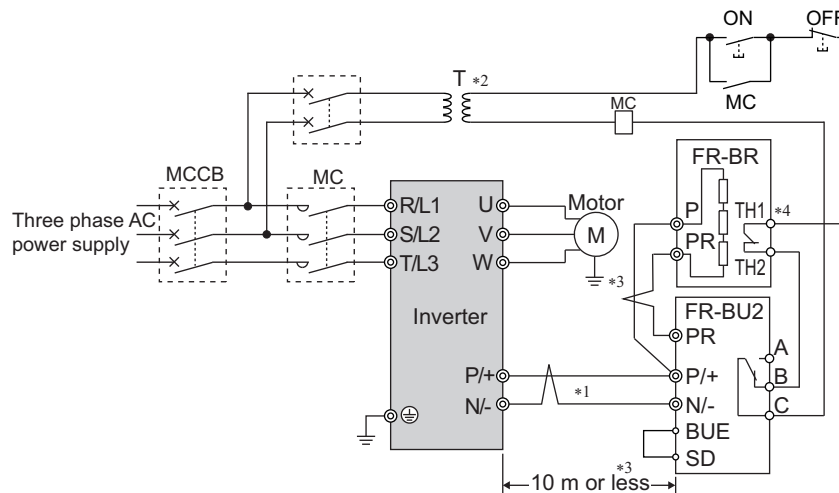 ON
OFF
T *2
MC
MC
FR-BR
MCCB
MC
R/L1
U
Motor
P
TH1
*4
Three phase AC
power supply
S/L2
V
M
PR
TH2
T/L3
W
*3
FR-BU2
Inverter
PR
A
P/+
P/+
B
*1
N/-
N/-
C
BUE
*3
SD
10 m or less